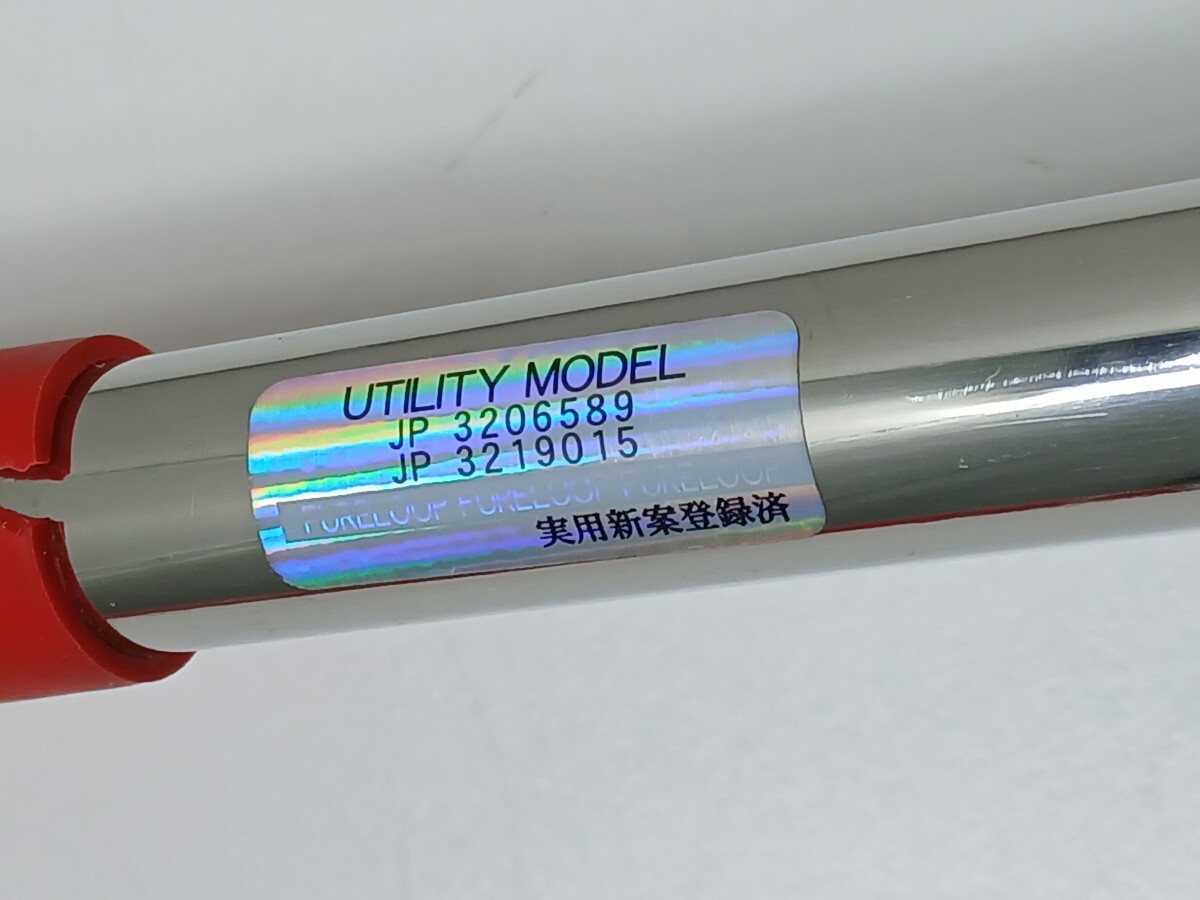 UTILITY MODEL
JP 3206589
JP 3219015
FORELOOP FORELOOP FORELOOP
実用新案登録済